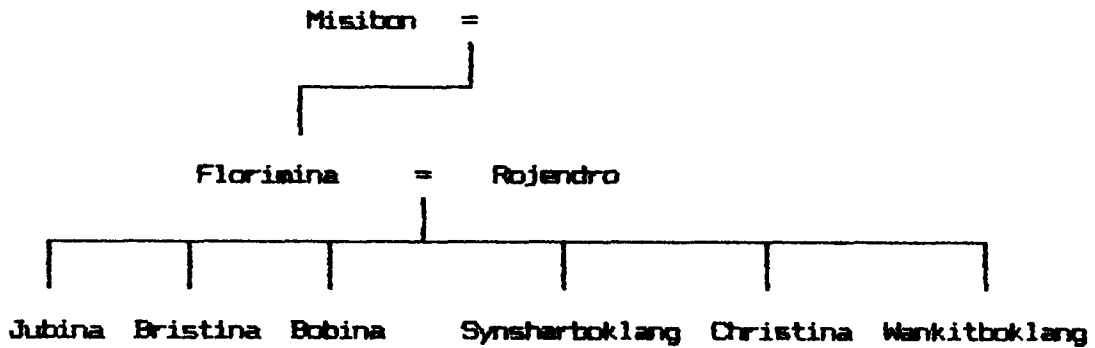 Misibon =
Florimina = Rojendro
Jubina Bristina Bobina Synsharboklang Christina Wankitboklang